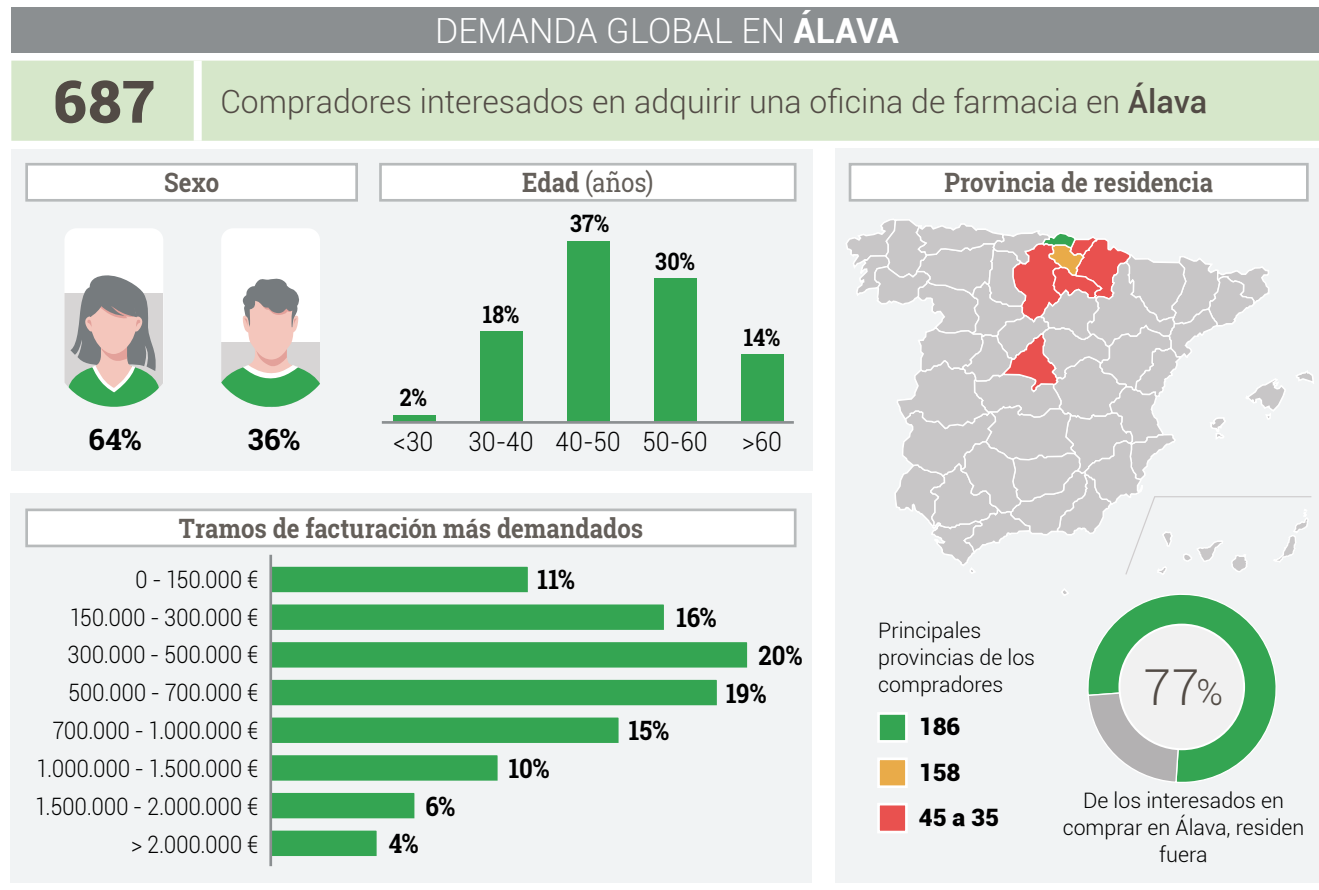 DEMANDA GLOBAL EN ÁLAVA
687
Compradores interesados en adquirir una oficina de farmacia en Álava
Sexo
64%
36%
Edad (años)
2%
18%
37%
30%
14%
<30
30-40
40-50
50-60
>60
Tramos de facturación más demandados
0 - 150.000 € 11%
150.000 - 300.000 € 16%
300.000 - 500.000 € 20%
500.000 - 700.000 € 19%
700.000 - 1.000.000 € 15%
1.000.000 - 1.500.000 € 10%
1.500.000 - 2.000.000 € 6%
> 2.000.000 € 4%
Provincia de residencia
Principales
provincias de los
compradores
186
158
45 a 35
77%
De los interesados en
comprar en Álava, residen
fuera